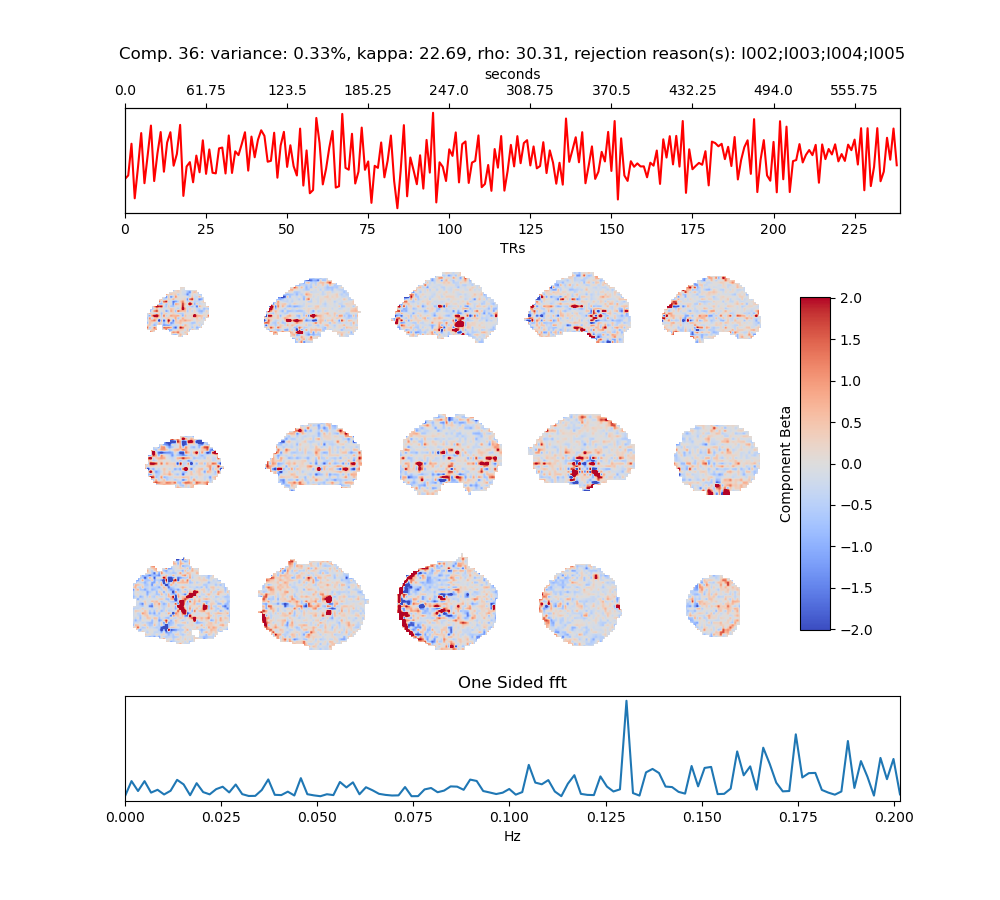 Comp. 36: variance: 0.33%, kappa: 22.69, rho: 30.31, rejection reason(s): I002;I003;I004;I005
seconds
0.0 61.75 123.5 185.25 247.0 308.75 370.5 432.25 494.0 555.75
0 25 50 75 100 125 150 175 200 225
TRs
2.0
1.5
1.0
0.5
0.0
−0.5
−1.0
−1.5
−2.0
Component Beta
One Sided fft
0.000 0.025 0.050 0.075 0.100 0.125 0.150 0.175 0.200
Hz